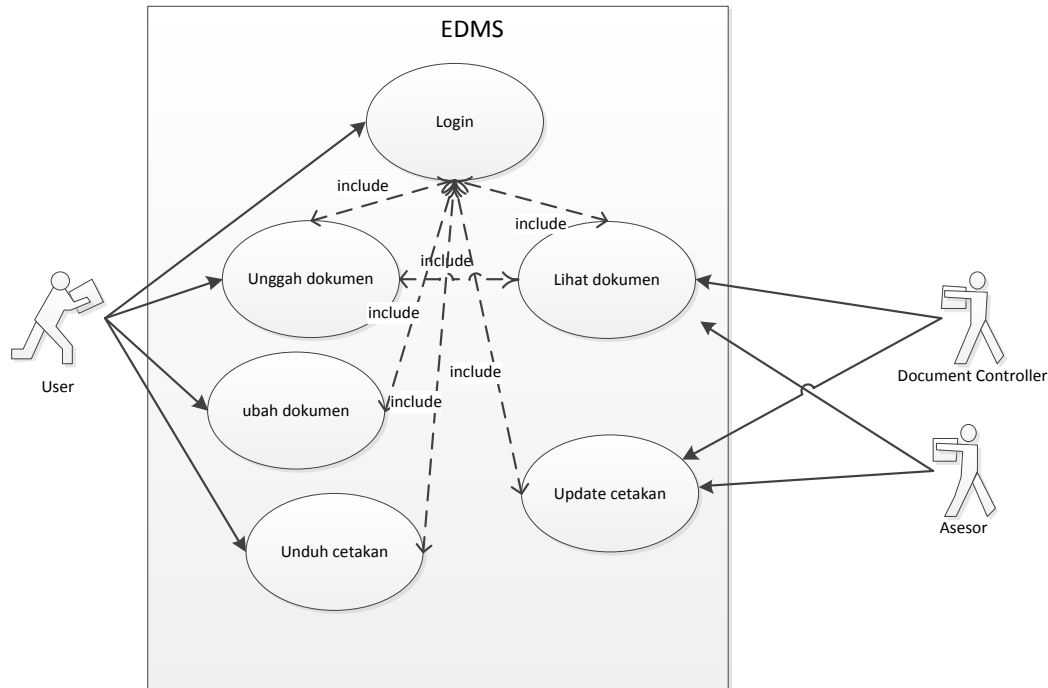 EDMS
Login
include
include
Unggah dokumen
include
Lihat dokumen
include
User
include
Document Controller
ubah dokumen
include
Update cetakan
Asesor
Unduh cetakan